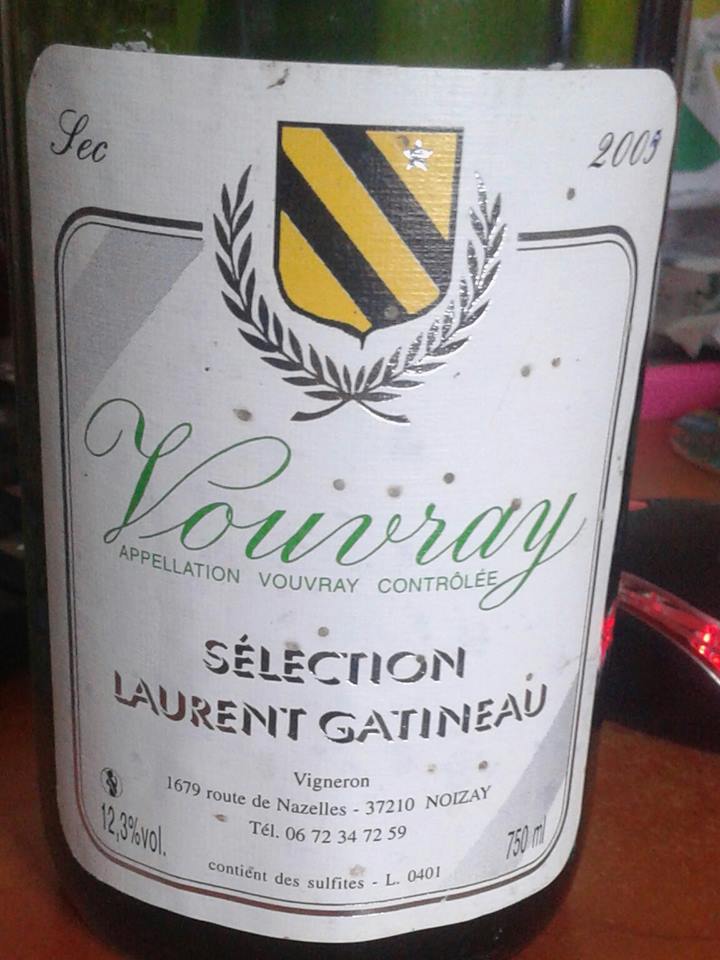 Sec
2005
Vouvray
APPELLATION VOUVRAY CONTRÔLÉE
SÉLECTION
LAURENT GATINEAU
Vigneron
1679 route de Nazelles - 37210 NOIZAY
Tél. 06 72 34 72 59
12,3%vol.
750 ml
contient des sulfites - L. 0401